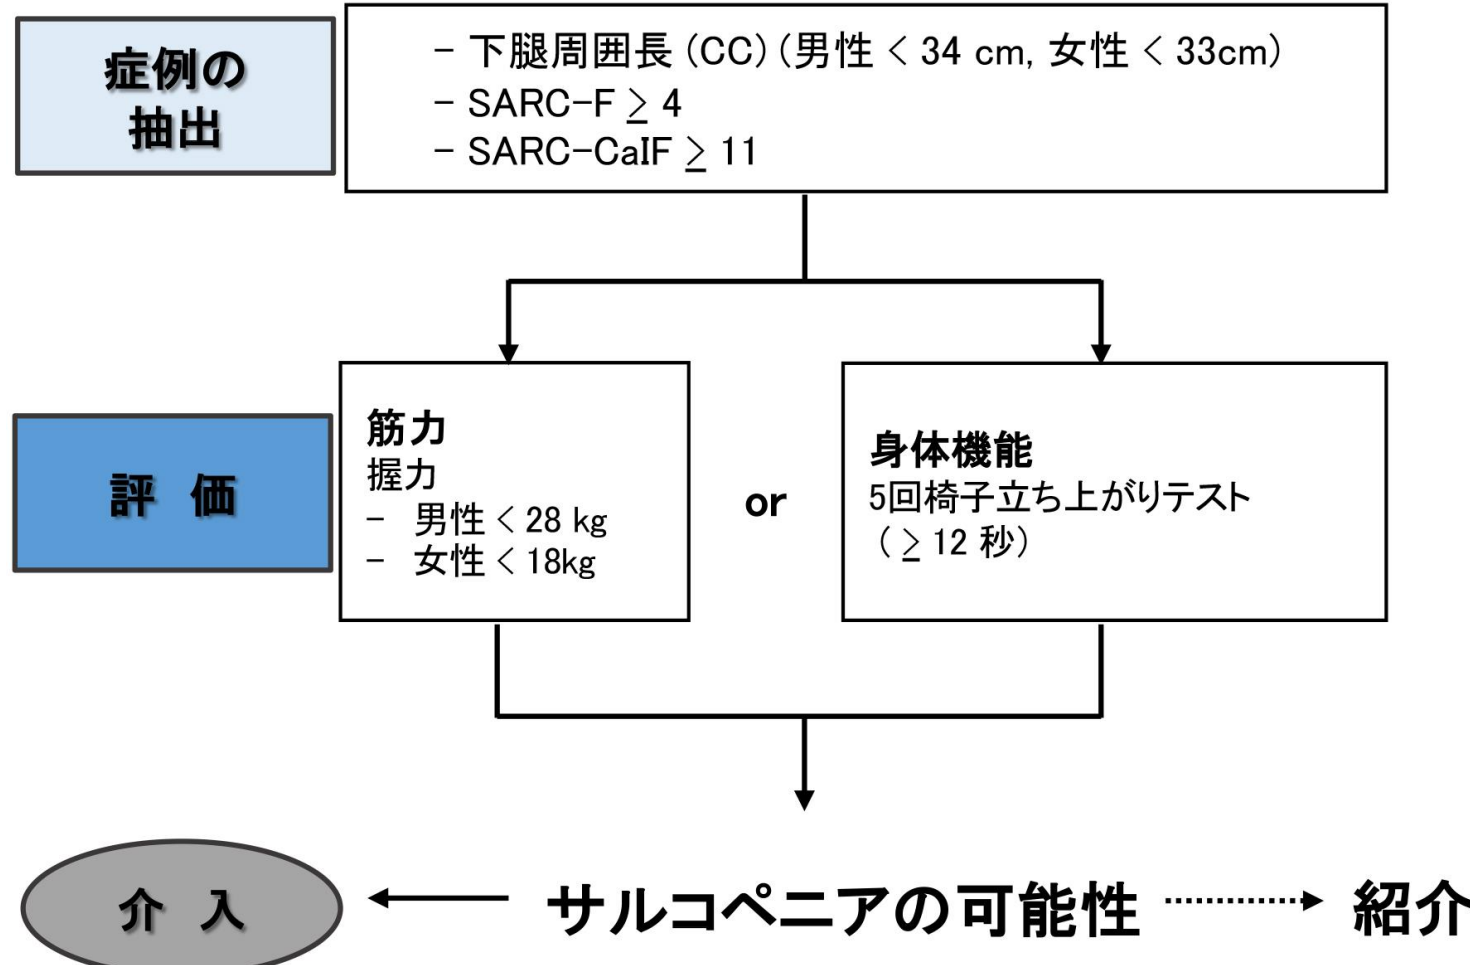 症例の
抽出
- 下腿周囲長 (CC) (男性 < 34 cm, 女性 < 33cm)
- SARC-F ≥ 4
- SARC-CalF ≥ 11
評 価
筋力
握力
- 男性 < 28 kg
- 女性 < 18kg
or
身体機能
5回椅子立ち上がりテスト
( ≥ 12 秒)
介 入
サルコペニアの可能性
紹介